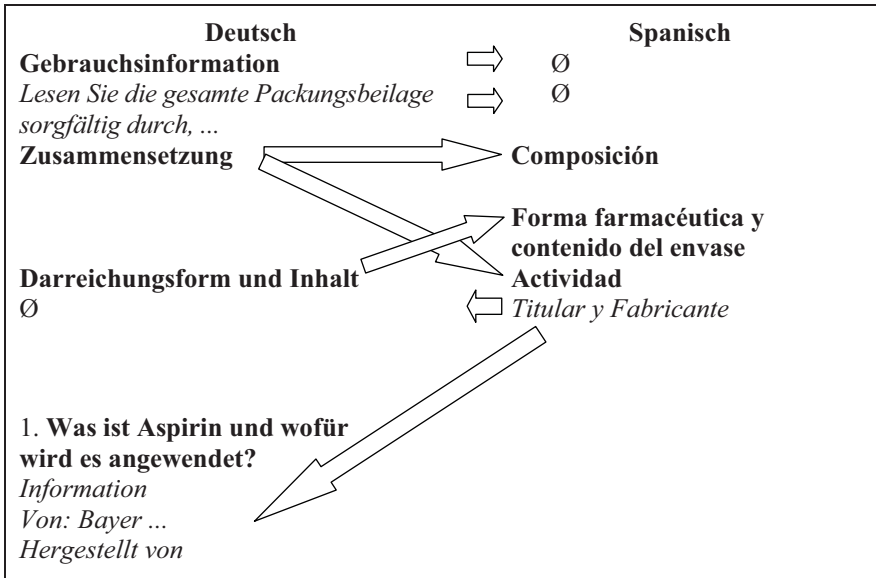 Deutsch Spanisch
Gebrauchsinformation Ø
Lesen Sie die gesamte Packungsbeilage Ø
sorgfältig durch, ...
Zusammensetzung Composición
Forma farmacéutica y
contenido del envase
Darreichungsform und Inhalt Actividad
Ø Titular y Fabricante
1. Was ist Aspirin und wofür
wird es angewendet?
Information
Von: Bayer ...
Hergestellt von